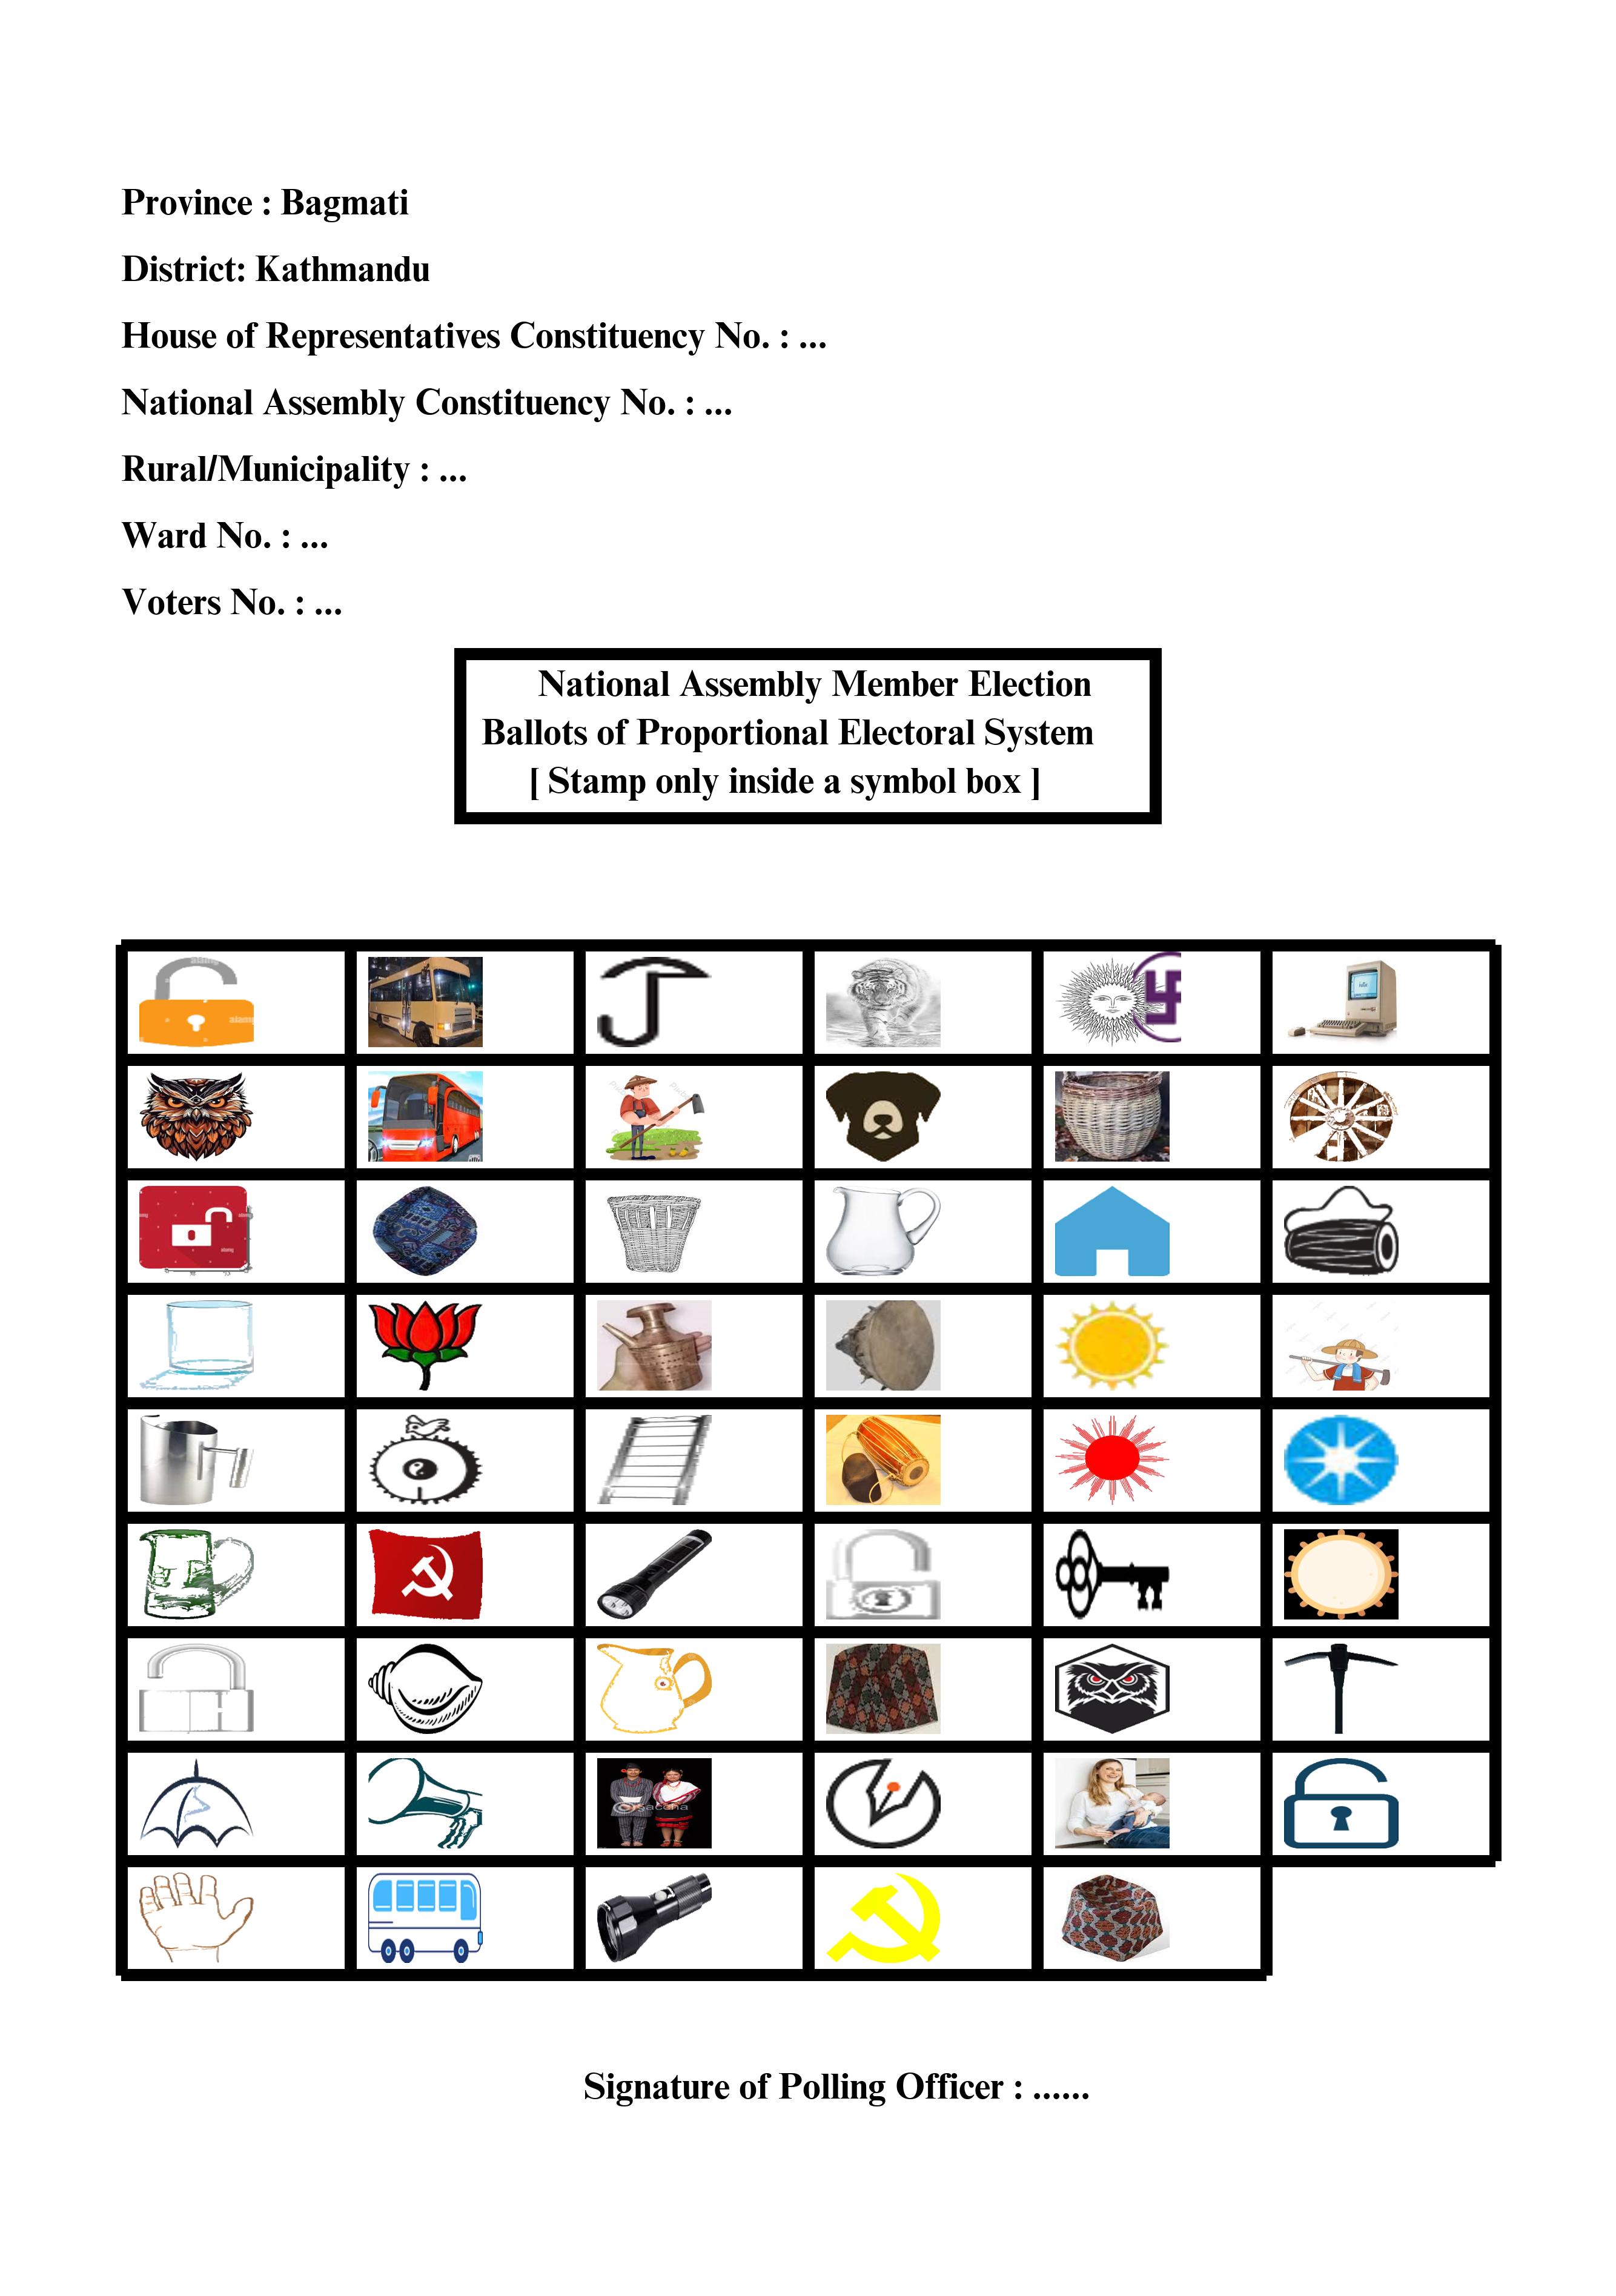 Province : Bagmati
District: Kathmandu
House of Representatives Constituency No. : ...
National Assembly Constituency No. : ...
Rural/Municipality : ...
Ward No. : ...
Voters No. : ...
National Assembly Member Election
Ballots of Proportional Electoral System
[ Stamp only inside a symbol box ]
Signature of Polling Officer : ......